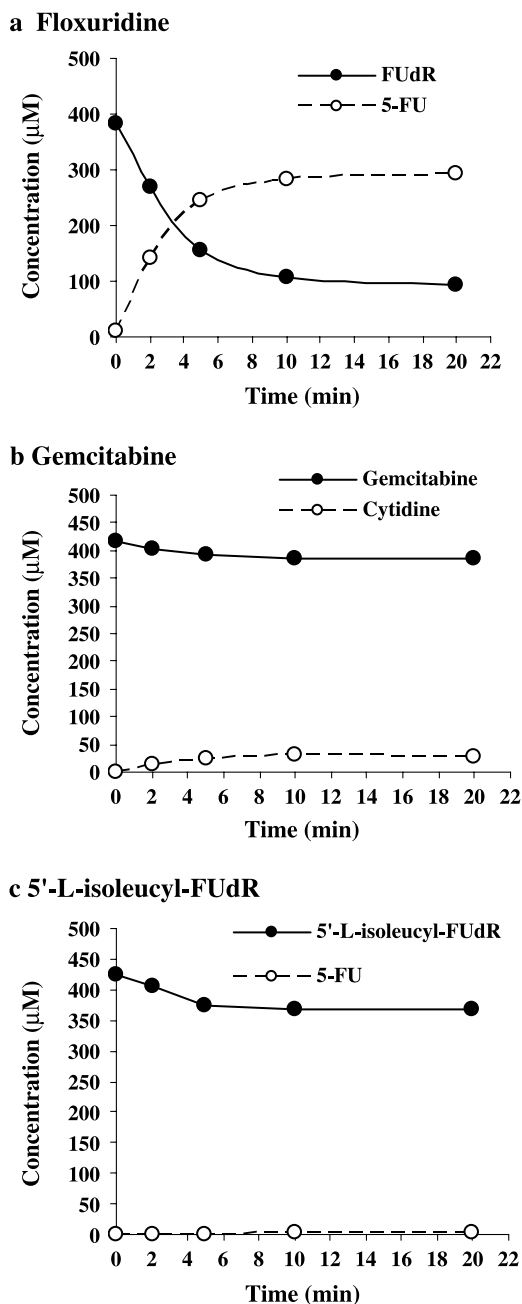 a Floxuridine
500
400
300
200
100
0
Concentration (µM)
FUdR
5-FU
0 2 4 6 8 10 12 14 16 18 20 22
Time (min)
b Gemcitabine
500
450
400
350
300
250
200
150
100
50
0
Concentration (µM)
Gemcitabine
Cytidine
0 2 4 6 8 10 12 14 16 18 20 22
Time (min)
c 5'-L-isoleucyl-FUdR
500
450
400
350
300
250
200
150
100
50
0
Concentration (µM)
5'-L-isoleucyl-FUdR
5-FU
0 2 4 6 8 10 12 14 16 18 20 22
Time (min)